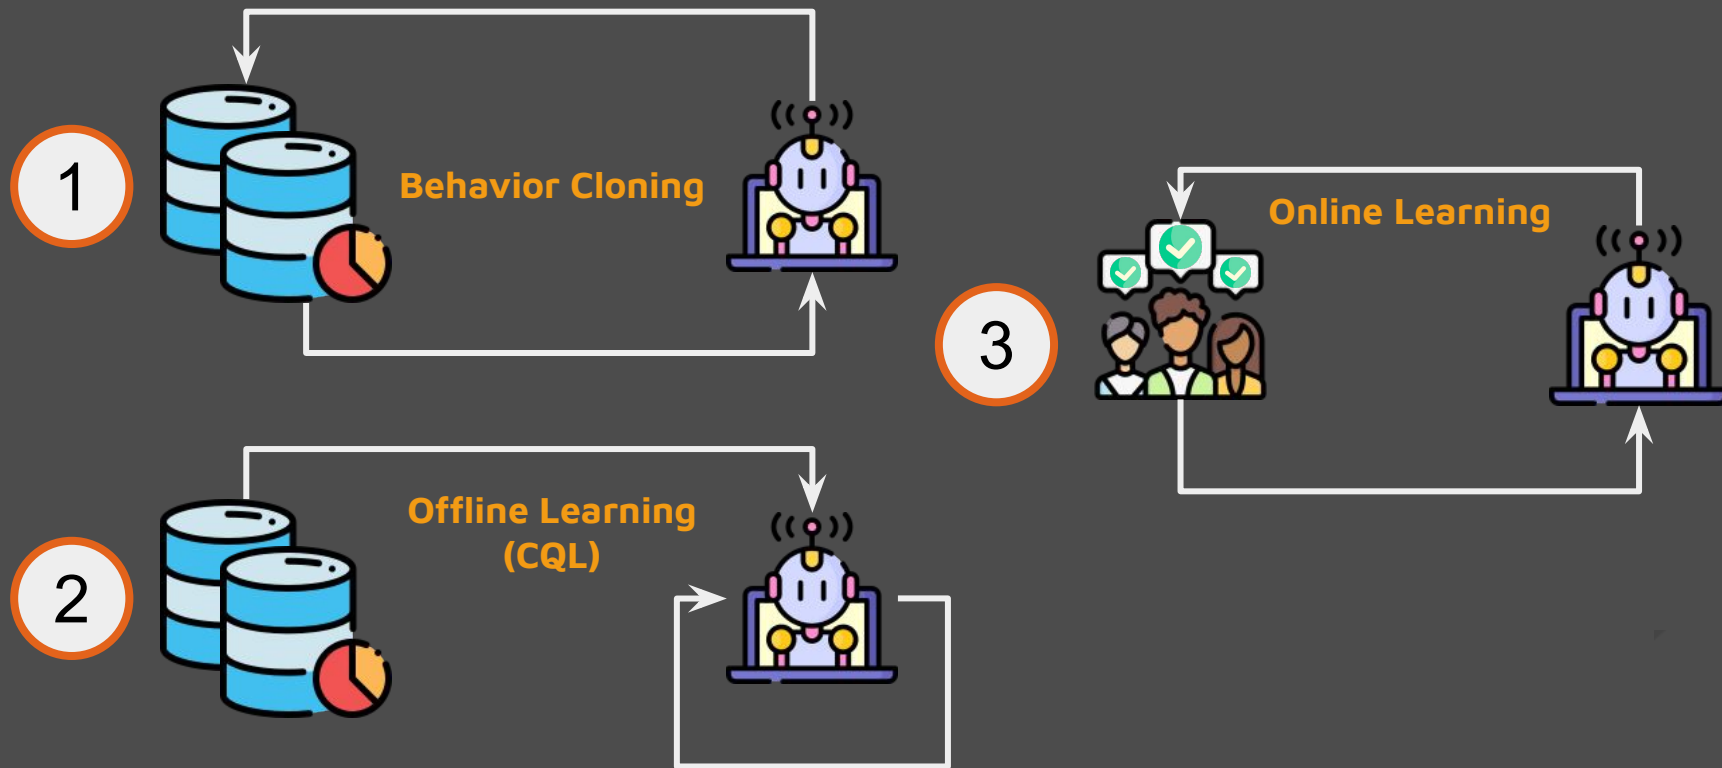 1
Behavior Cloning
2
Offline Learning
(CQL)
3
Online Learning